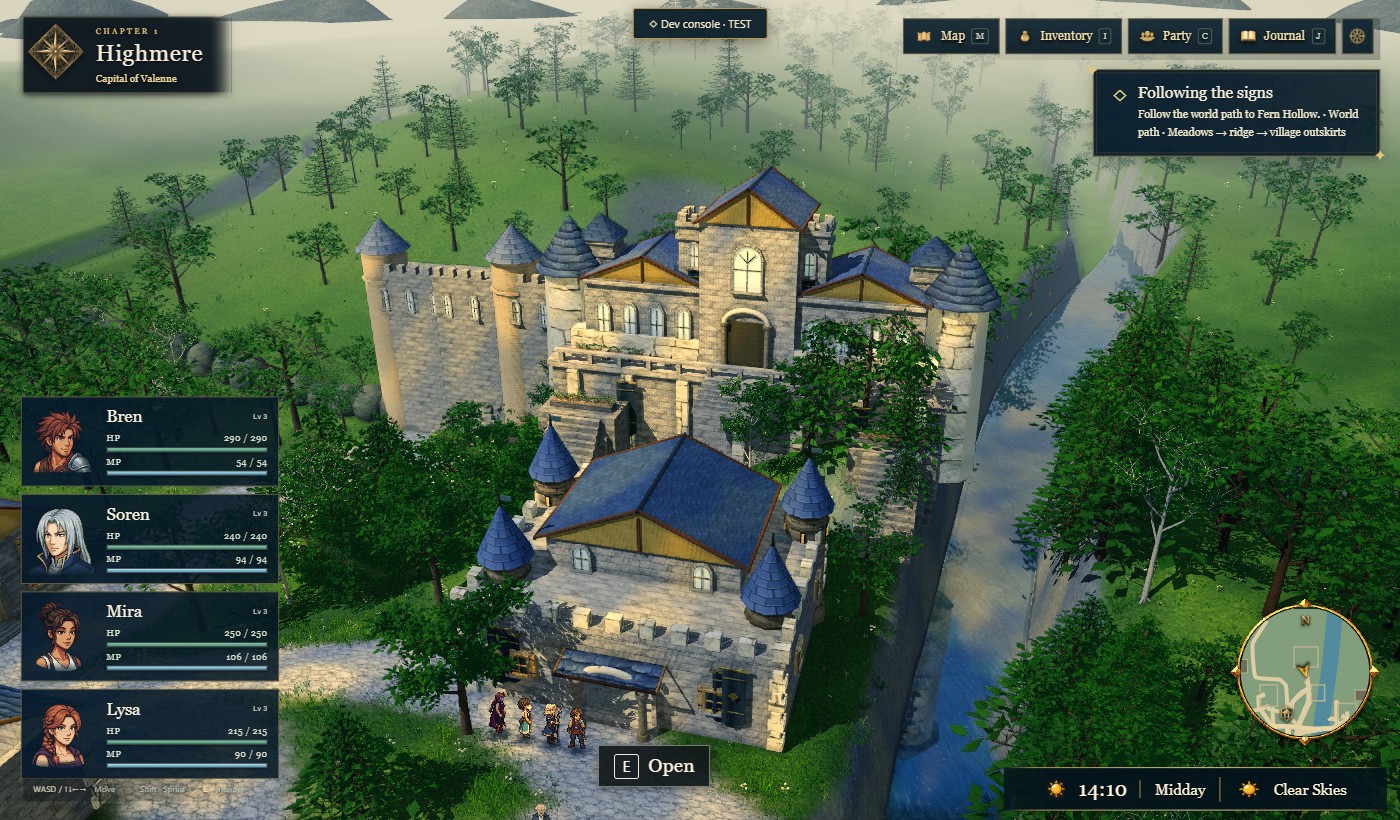 CHAPTER 1
Highmere
Capital of Valenne
Dev console · TEST
Map M
Inventory I
Party C
Journal J
Following the signs
Follow the world path to Fern Hollow. · World
path · Meadows → ridge → village outskirts
Bren Lv 3
HP 290 / 290
MP 54 / 54
Soren Lv 3
HP 240 / 240
MP 94 / 94
Mira Lv 3
HP 250 / 250
MP 106 / 106
Lysa Lv 3
HP 215 / 215
MP 90 / 90
WASD / ↑↓←→ Move Shift · Sprint E
E Open
N
14:10 Midday Clear Skies